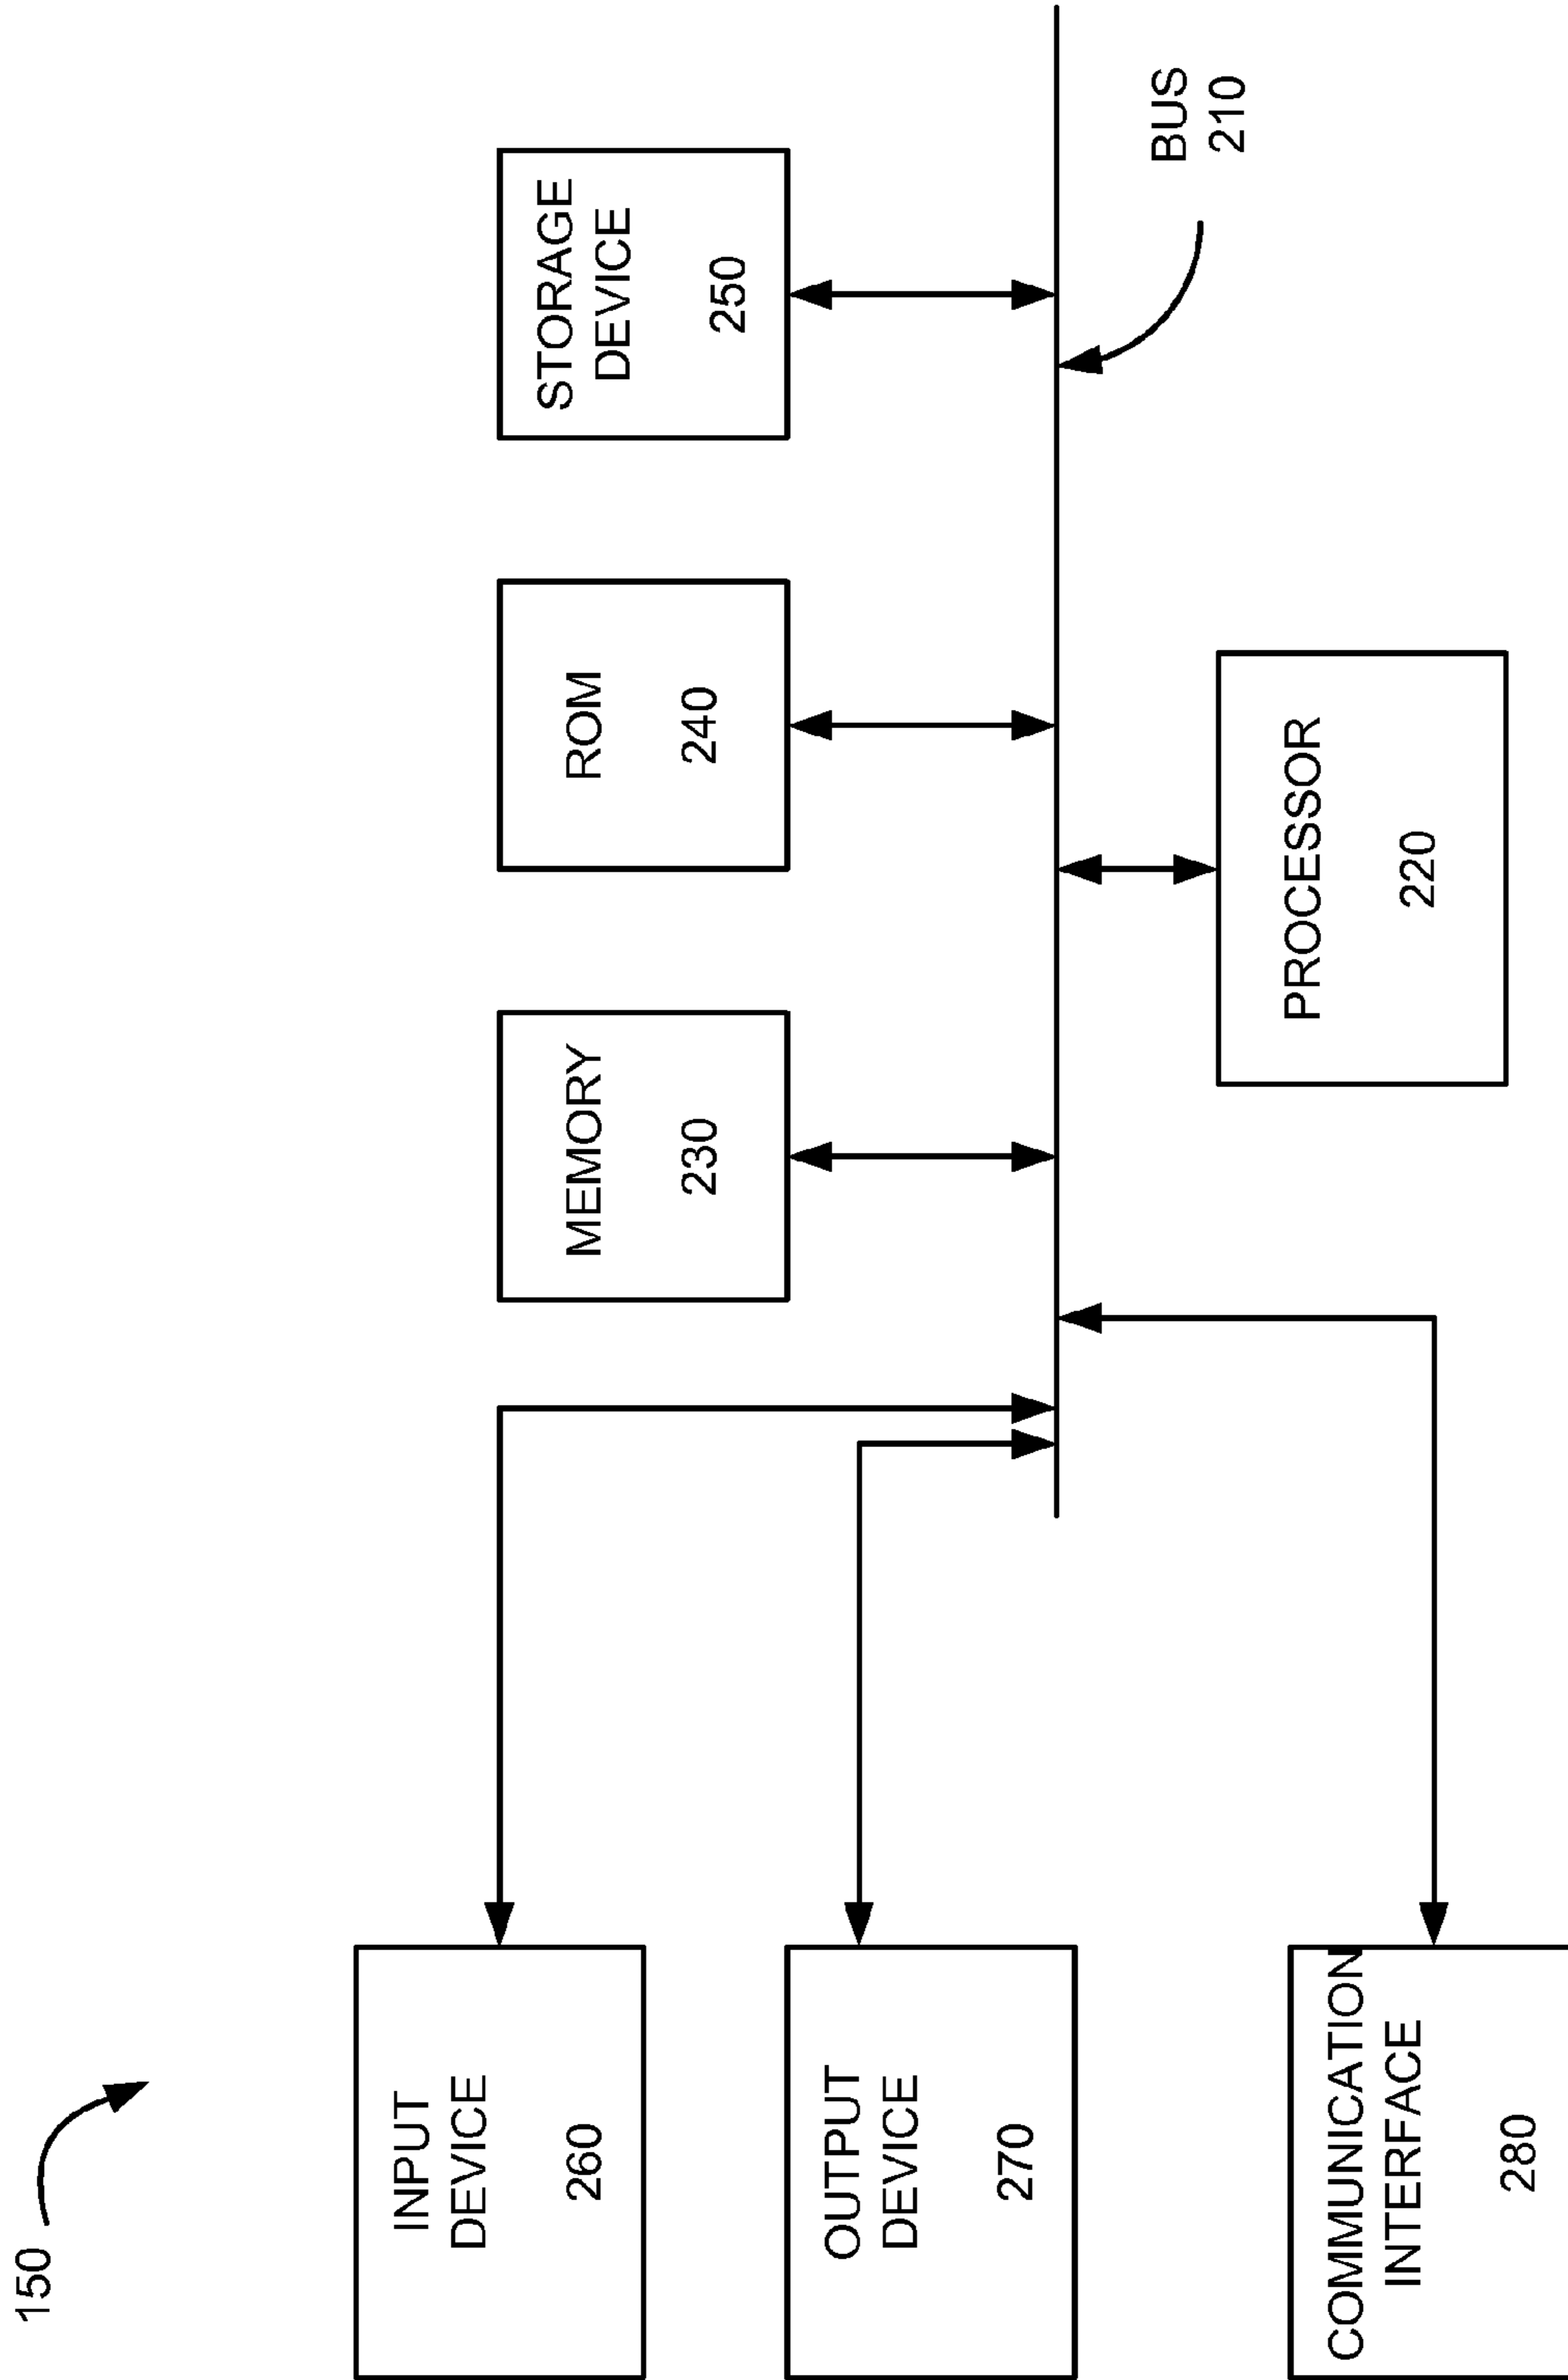 150
INPUT
DEVICE
260
MEMORY
230
ROM
240
STORAGE
DEVICE
250
OUTPUT
DEVICE
270
BUS
210
COMMUNICATION
INTERFACE
280
PROCESSOR
220